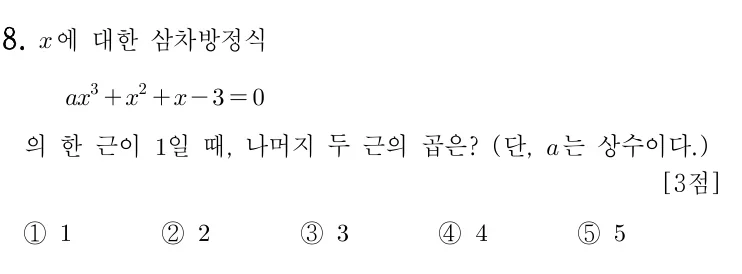 8. x에 대한 삼차방정식
ax³+x²+x-3=0
의 한 근이 1일 때, 나머지 두 근의 곱은? (단, a는 상수이다.)
[3점]
① 1 ② 2 ③ 3 ④ 4 ⑤ 5